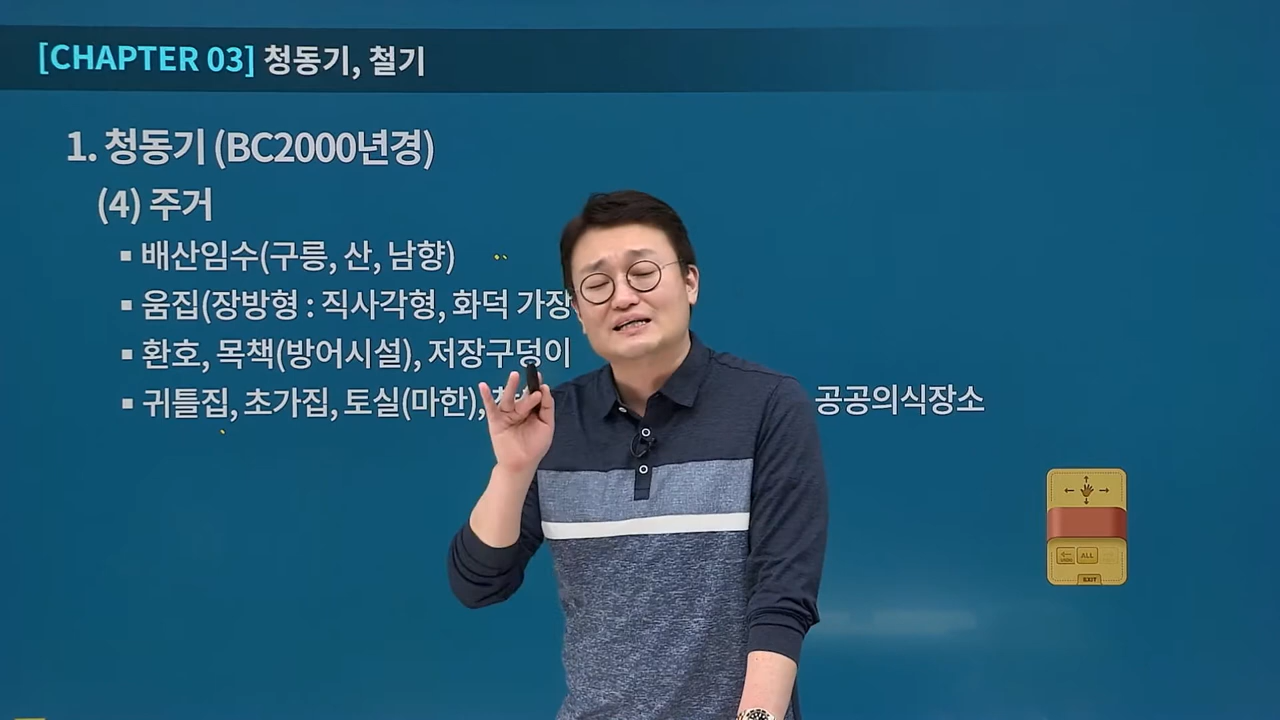 [CHAPTER 03] 청동기, 철기
1. 청동기 (BC2000년경)
(4) 주거
▪ 배산임수(구릉, 산, 남향)
▪ 움집(장방형 : 직사각형, 화덕 가장
▪ 환호, 목책(방어시설), 저장구덩이
▪ 귀틀집, 초가집, 토실(마한), 공공의식장소
ALL
EXIT